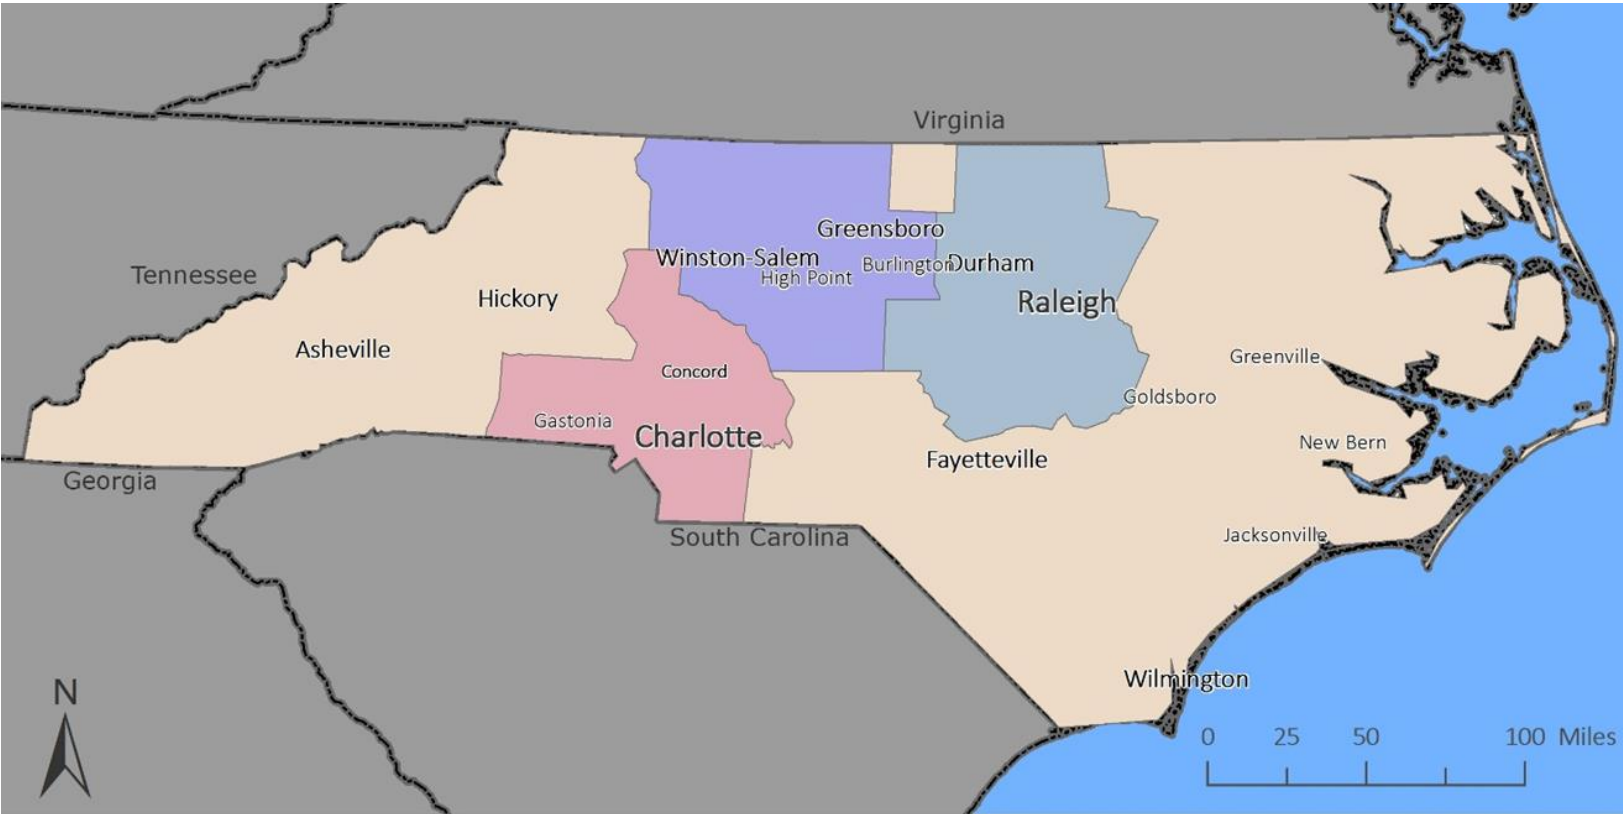 Virginia
Greensboro
Winston-Salem
Burlington
Durham
Tennessee
High Point
Hickory
Raleigh
Asheville
Greenville
Concord
Goldsboro
Gastonia
Charlotte
New Bern
Fayetteville
Georgia
South Carolina
Jacksonville
Wilmington
N
0 25 50 100 Miles